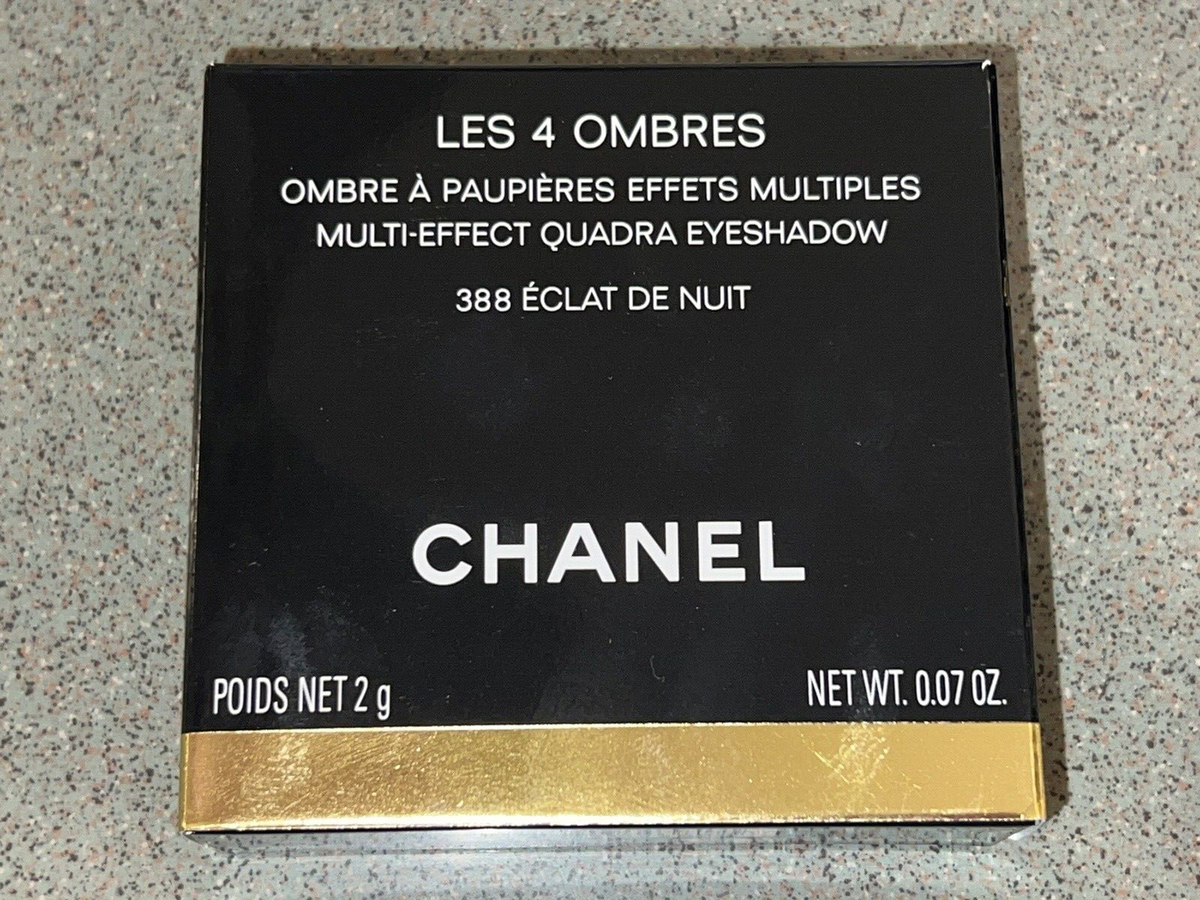 LES 4 OMBRES
OMBRE À PAUPIÈRES EFFETS MULTIPLES
MULTI-EFFECT QUADRA EYESHADOW
388 ÉCLAT DE NUIT
CHANEL
POIDS NET 2 g NET WT. 0.07 OZ.